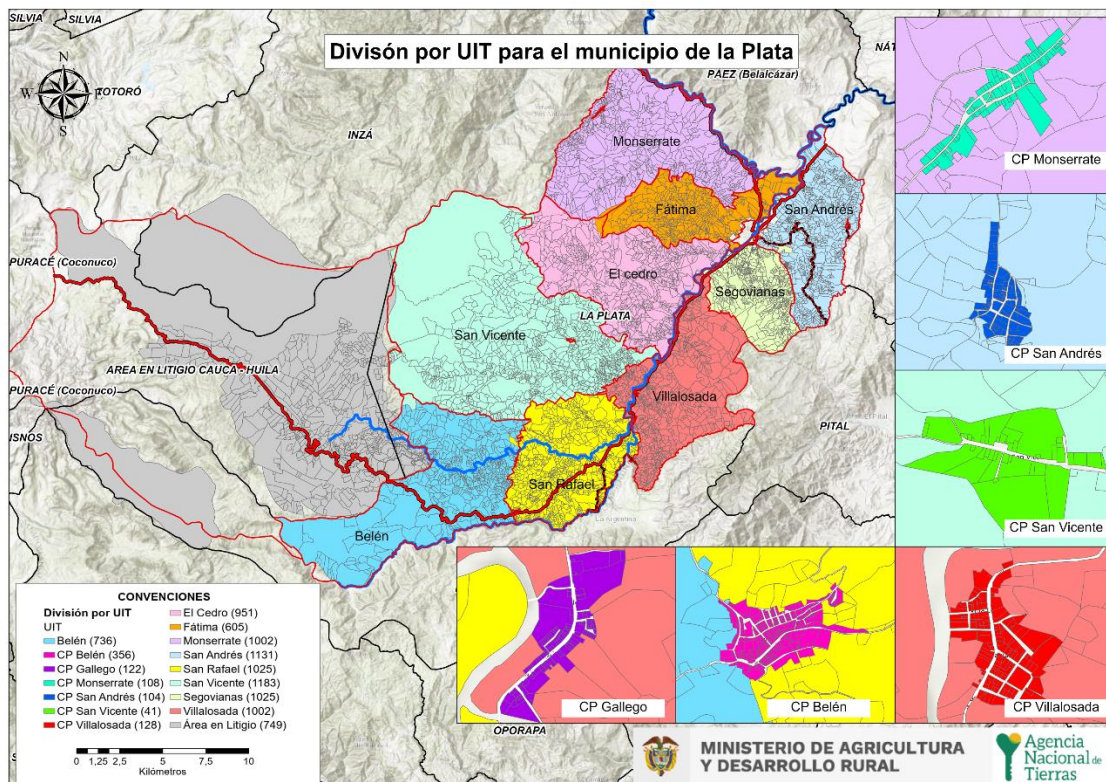 SILVIA
SILVIA
Divisón por UIT para el municipio de la Plata
PÁEZ (Belalcázar)
NÁT
N
W
E
S
TOTORÓ
INZÁ
Monserrate
CP Monserrate
Fátima
San Andrés
El cedro
PURACÉ (Coconuco)
Segovianas
LA PLATA
San Vicente
CP San Andrés
AREA EN LITIGIO CAUCA - HUILA
Villalosada
PURACÉ (Coconuco)
PITAL
El Pital
ISNOS
San Rafael
La Argentina
Belén
CP San Vicente
CONVENCIONES
División por UIT
UIT
Belén (736)
CP Belén (356)
CP Gallego (122)
CP Monserrate (108)
CP San Andrés (104)
CP San Vicente (41)
CP Villalosada (128)
El Cedro (951)
Fátima (605)
Monserrate (1002)
San Andrés (1131)
San Rafael (1025)
San Vicente (1183)
Segovianas (1025)
Villalosada (1002)
Área en Litigio (749)
0 1,25 2,5 5 7,5 10
Kilómetros
CP Gallego
CP Belén
CP Villalosada
OPORAPA
MINISTERIO DE AGRICULTURA
Y DESARROLLO RURAL
Agencia
Nacional de
Tierras